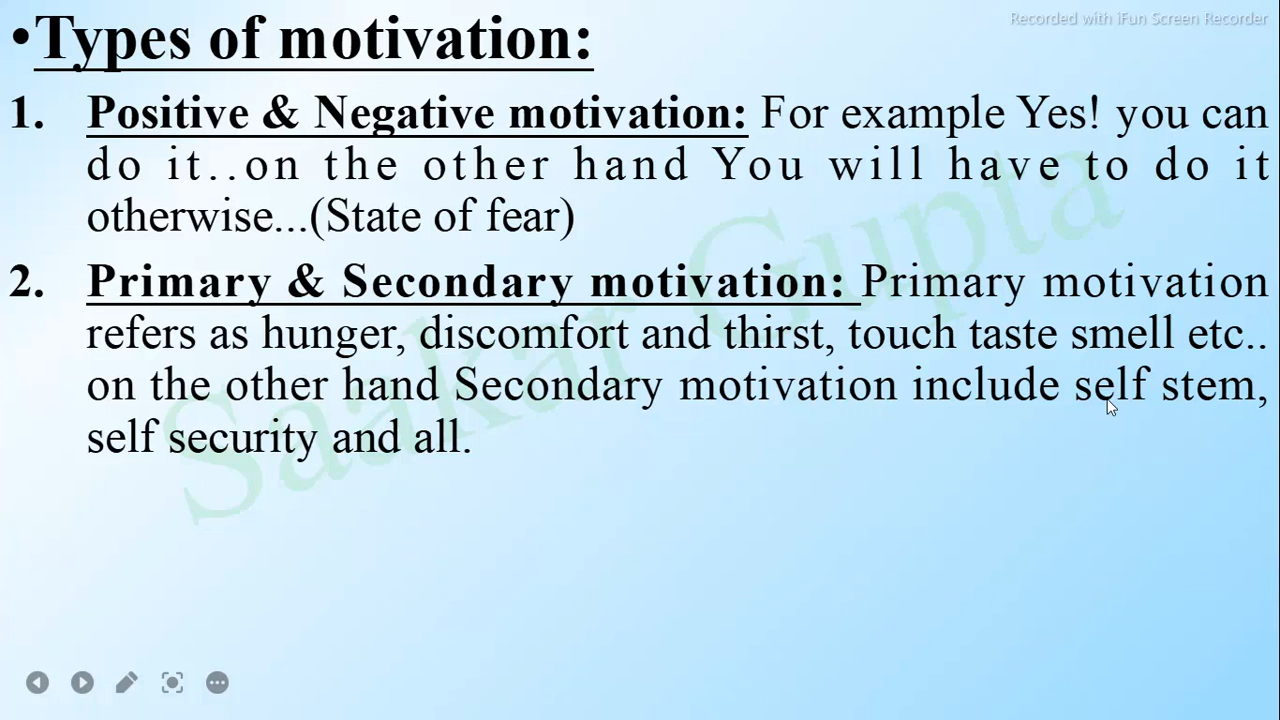 Recorded with iFun Screen Recorder
•Types of motivation:
1. Positive & Negative motivation: For example Yes! you can
do it..on the other hand You will have to do it
otherwise...(State of fear)
2. Primary & Secondary motivation: Primary motivation
refers as hunger, discomfort and thirst, touch taste smell etc..
on the other hand Secondary motivation include self stem,
self security and all.
Saakar Gupta